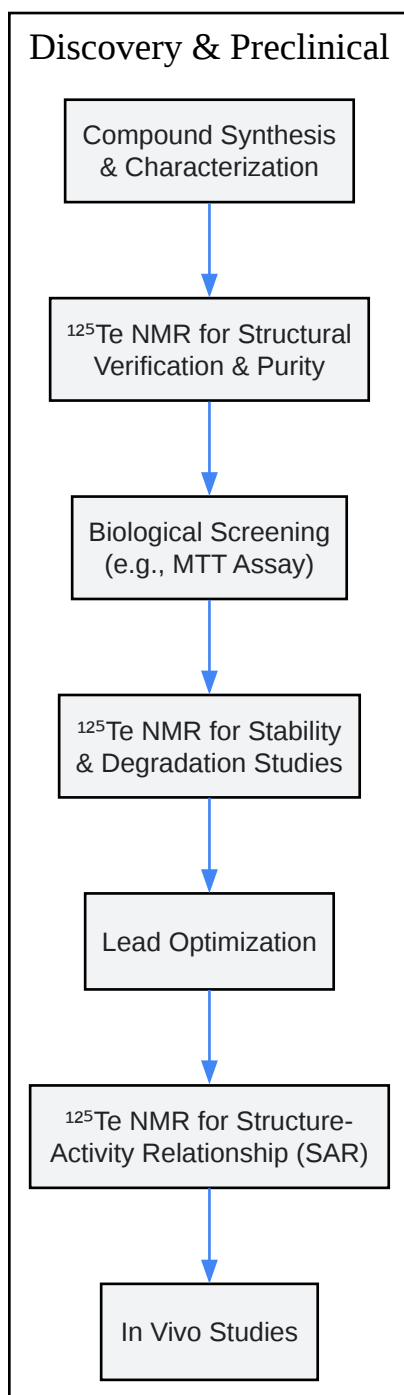 Discovery & Preclinical
Compound Synthesis
& Characterization
¹²⁵Te NMR for Structural
Verification & Purity
Biological Screening
(e.g., MTT Assay)
¹²⁵Te NMR for Stability
& Degradation Studies
Lead Optimization
¹²⁵Te NMR for Structure-
Activity Relationship (SAR)
In Vivo Studies